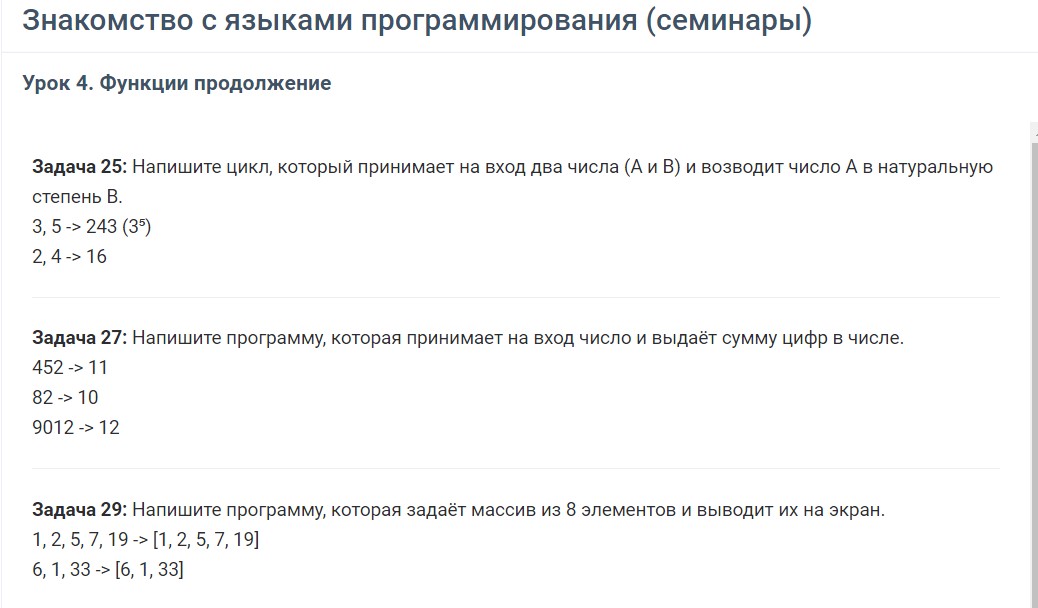 Знакомство с языками программирования (семинары)
Урок 4. Функции продолжение
Задача 25: Напишите цикл, который принимает на вход два числа (A и B) и возводит число A в натуральную
степень B.
3, 5 -> 243 (3⁵)
2, 4 -> 16
Задача 27: Напишите программу, которая принимает на вход число и выдаёт сумму цифр в числе.
452 -> 11
82 -> 10
9012 -> 12
Задача 29: Напишите программу, которая задаёт массив из 8 элементов и выводит их на экран.
1, 2, 5, 7, 19 -> [1, 2, 5, 7, 19]
6, 1, 33 -> [6, 1, 33]